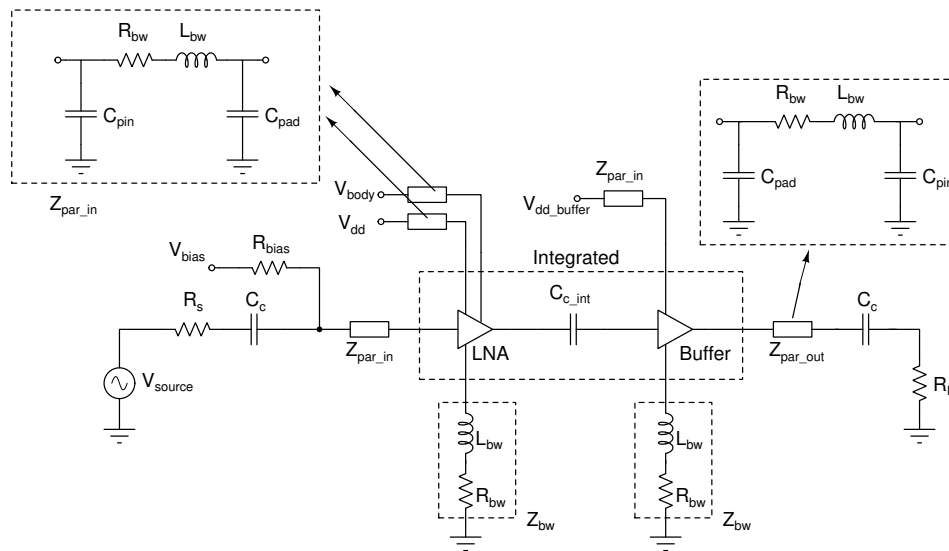 R_bw L_bw
C_pin C_pad
Z_par_in
R_bw L_bw
C_pad C_pin
V_body
V_dd
Z_par_in
V_dd_buffer
V_bias R_bias
Integrated
C_c_int
R_s C_c
Z_par_in
LNA
Buffer
Z_par_out
C_c
V_source
L_bw
R_bw
Z_bw
L_bw
R_bw
Z_bw